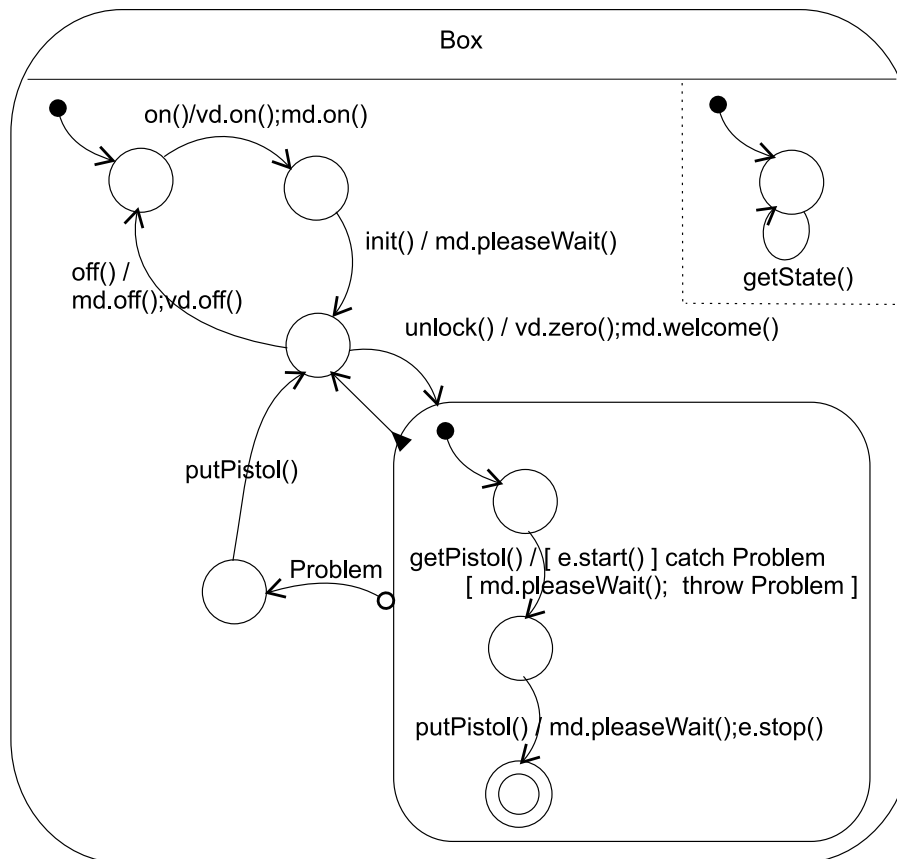 Box
on()/vd.on();md.on()
init() / md.pleaseWait()
getState()
off() /
md.off();vd.off()
unlock() / vd.zero();md.welcome()
putPistol()
getPistol() / [ e.start() ] catch Problem
[ md.pleaseWait();  throw Problem ]
Problem
putPistol() / md.pleaseWait();e.stop()